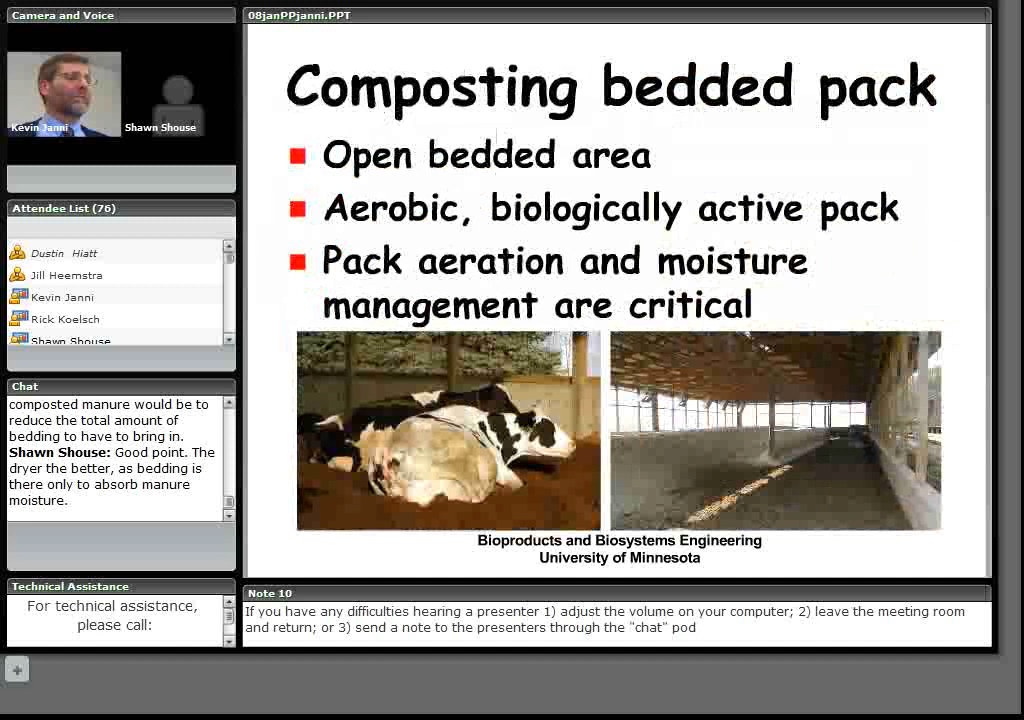 Camera and Voice
Kevin Janni
Shawn Shouse
Attendee List (76)
Dustin Hiatt
Jill Heemstra
Kevin Janni
Rick Koelsch
Shawn Shouse
Chat
composted manure would be to
reduce the total amount of
bedding to have to bring in.
Shawn Shouse: Good point. The
dryer the better, as bedding is
there only to absorb manure
moisture.
Technical Assistance
For technical assistance,
please call:
08janPPjanni.PPT
Composting bedded pack
Open bedded area
Aerobic, biologically active pack
Pack aeration and moisture
management are critical
Bioproducts and Biosystems Engineering
University of Minnesota
Note 10
If you have any difficulties hearing a presenter 1) adjust the volume on your computer; 2) leave the meeting room
and return; or 3) send a note to the presenters through the "chat" pod